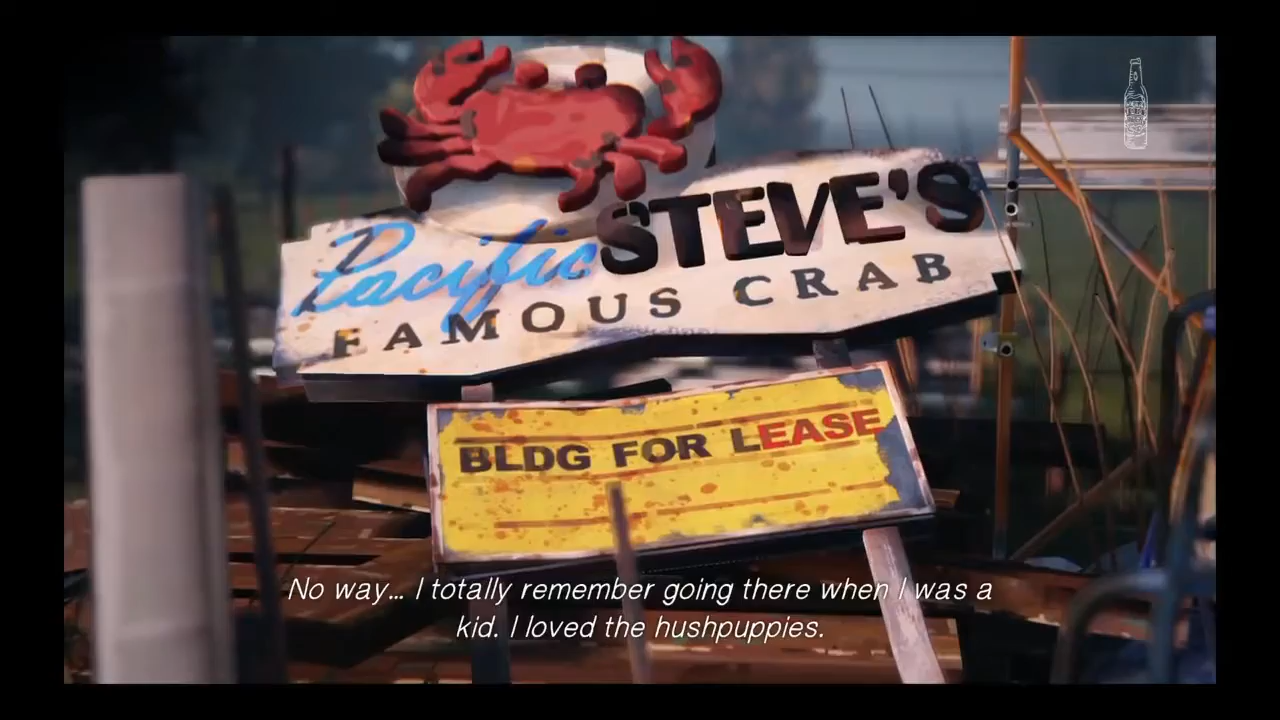 Pacific STEVE'S
FAMOUS CRAB
BLDG FOR LEASE
No way... I totally remember going there when I was a
kid. I loved the hushpuppies.